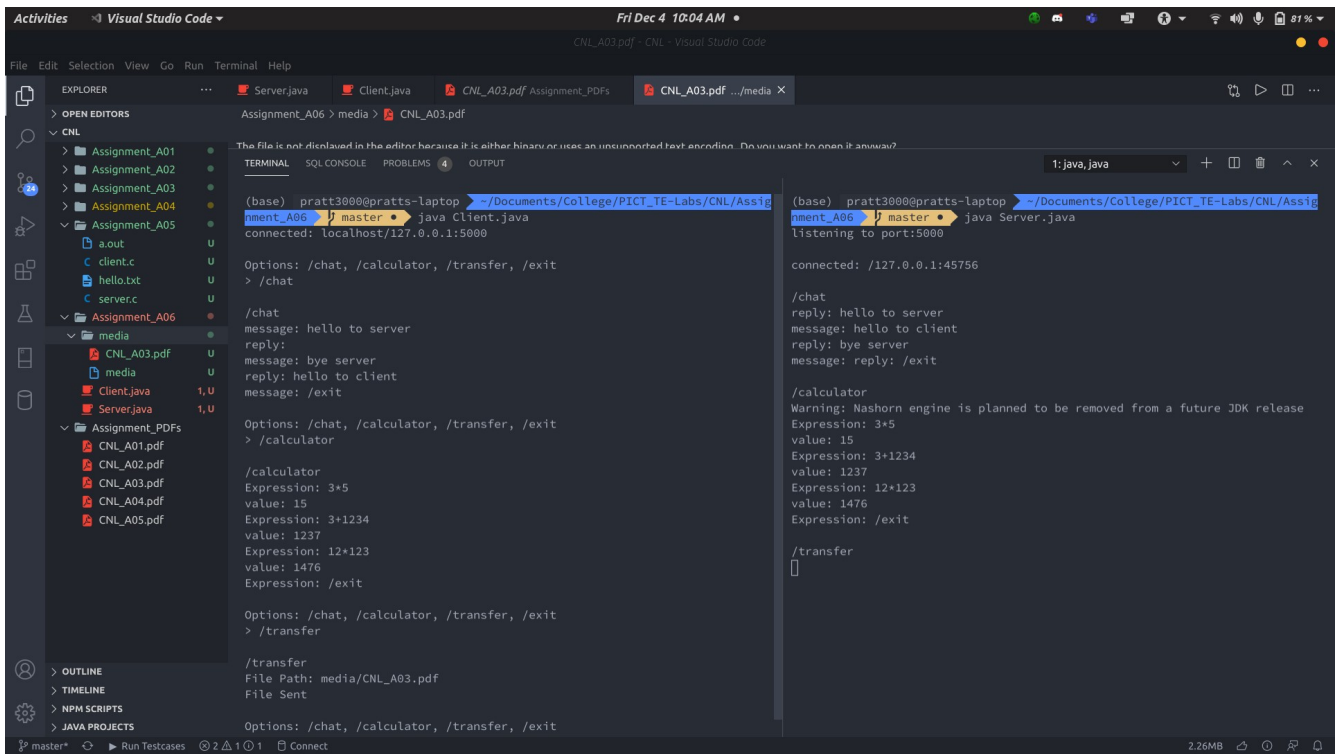 Activities Visual Studio Code Fri Dec 4 10:04 AM 81%
CNL_A03.pdf - CNL - Visual Studio Code
File Edit Selection View Go Run Terminal Help
EXPLORER
OPEN EDITORS
CNL
Assignment_A01
Assignment_A02
Assignment_A03
Assignment_A04
Assignment_A05
a.out U
client.c U
hello.txt U
server.c U
Assignment_A06
media
CNL_A03.pdf U
media U
Client.java 1, U
Server.java 1, U
Assignment_PDFs
CNL_A01.pdf
CNL_A02.pdf
CNL_A03.pdf
CNL_A04.pdf
CNL_A05.pdf
OUTLINE
TIMELINE
NPM SCRIPTS
JAVA PROJECTS
24
Server.java Client.java CNL_A03.pdf Assignment_PDFs CNL_A03.pdf .../media
Assignment_A06 > media > CNL_A03.pdf
The file is not displayed in the editor because it is either binary or uses an unsupported text encoding. Do you want to open it anyway?
TERMINAL SQL CONSOLE PROBLEMS 4 OUTPUT 1: java, java
(base) pratt3000@pratts-laptop ~/Documents/College/PICT_TE-Labs/CNL/Assig
nment_A06 master ● java Client.java
connected: localhost/127.0.0.1:5000
Options: /chat, /calculator, /transfer, /exit
> /chat
/chat
message: hello to server
reply:
message: bye server
reply: hello to client
message: /exit
Options: /chat, /calculator, /transfer, /exit
> /calculator
/calculator
Expression: 3*5
value: 15
Expression: 3+1234
value: 1237
Expression: 12*123
value: 1476
Expression: /exit
Options: /chat, /calculator, /transfer, /exit
> /transfer
/transfer
File Path: media/CNL_A03.pdf
File Sent
Options: /chat, /calculator, /transfer, /exit
(base) pratt3000@pratts-laptop ~/Documents/College/PICT_TE-Labs/CNL/Assig
nment_A06 master ● java Server.java
listening to port:5000
connected: /127.0.0.1:45756
/chat
reply: hello to server
message: hello to client
reply: bye server
message: reply: /exit
/calculator
Warning: Nashorn engine is planned to be removed from a future JDK release
Expression: 3*5
value: 15
Expression: 3+1234
value: 1237
Expression: 12*123
value: 1476
Expression: /exit
/transfer
master* Run Testcases 2 1 1 Connect 2.26MB